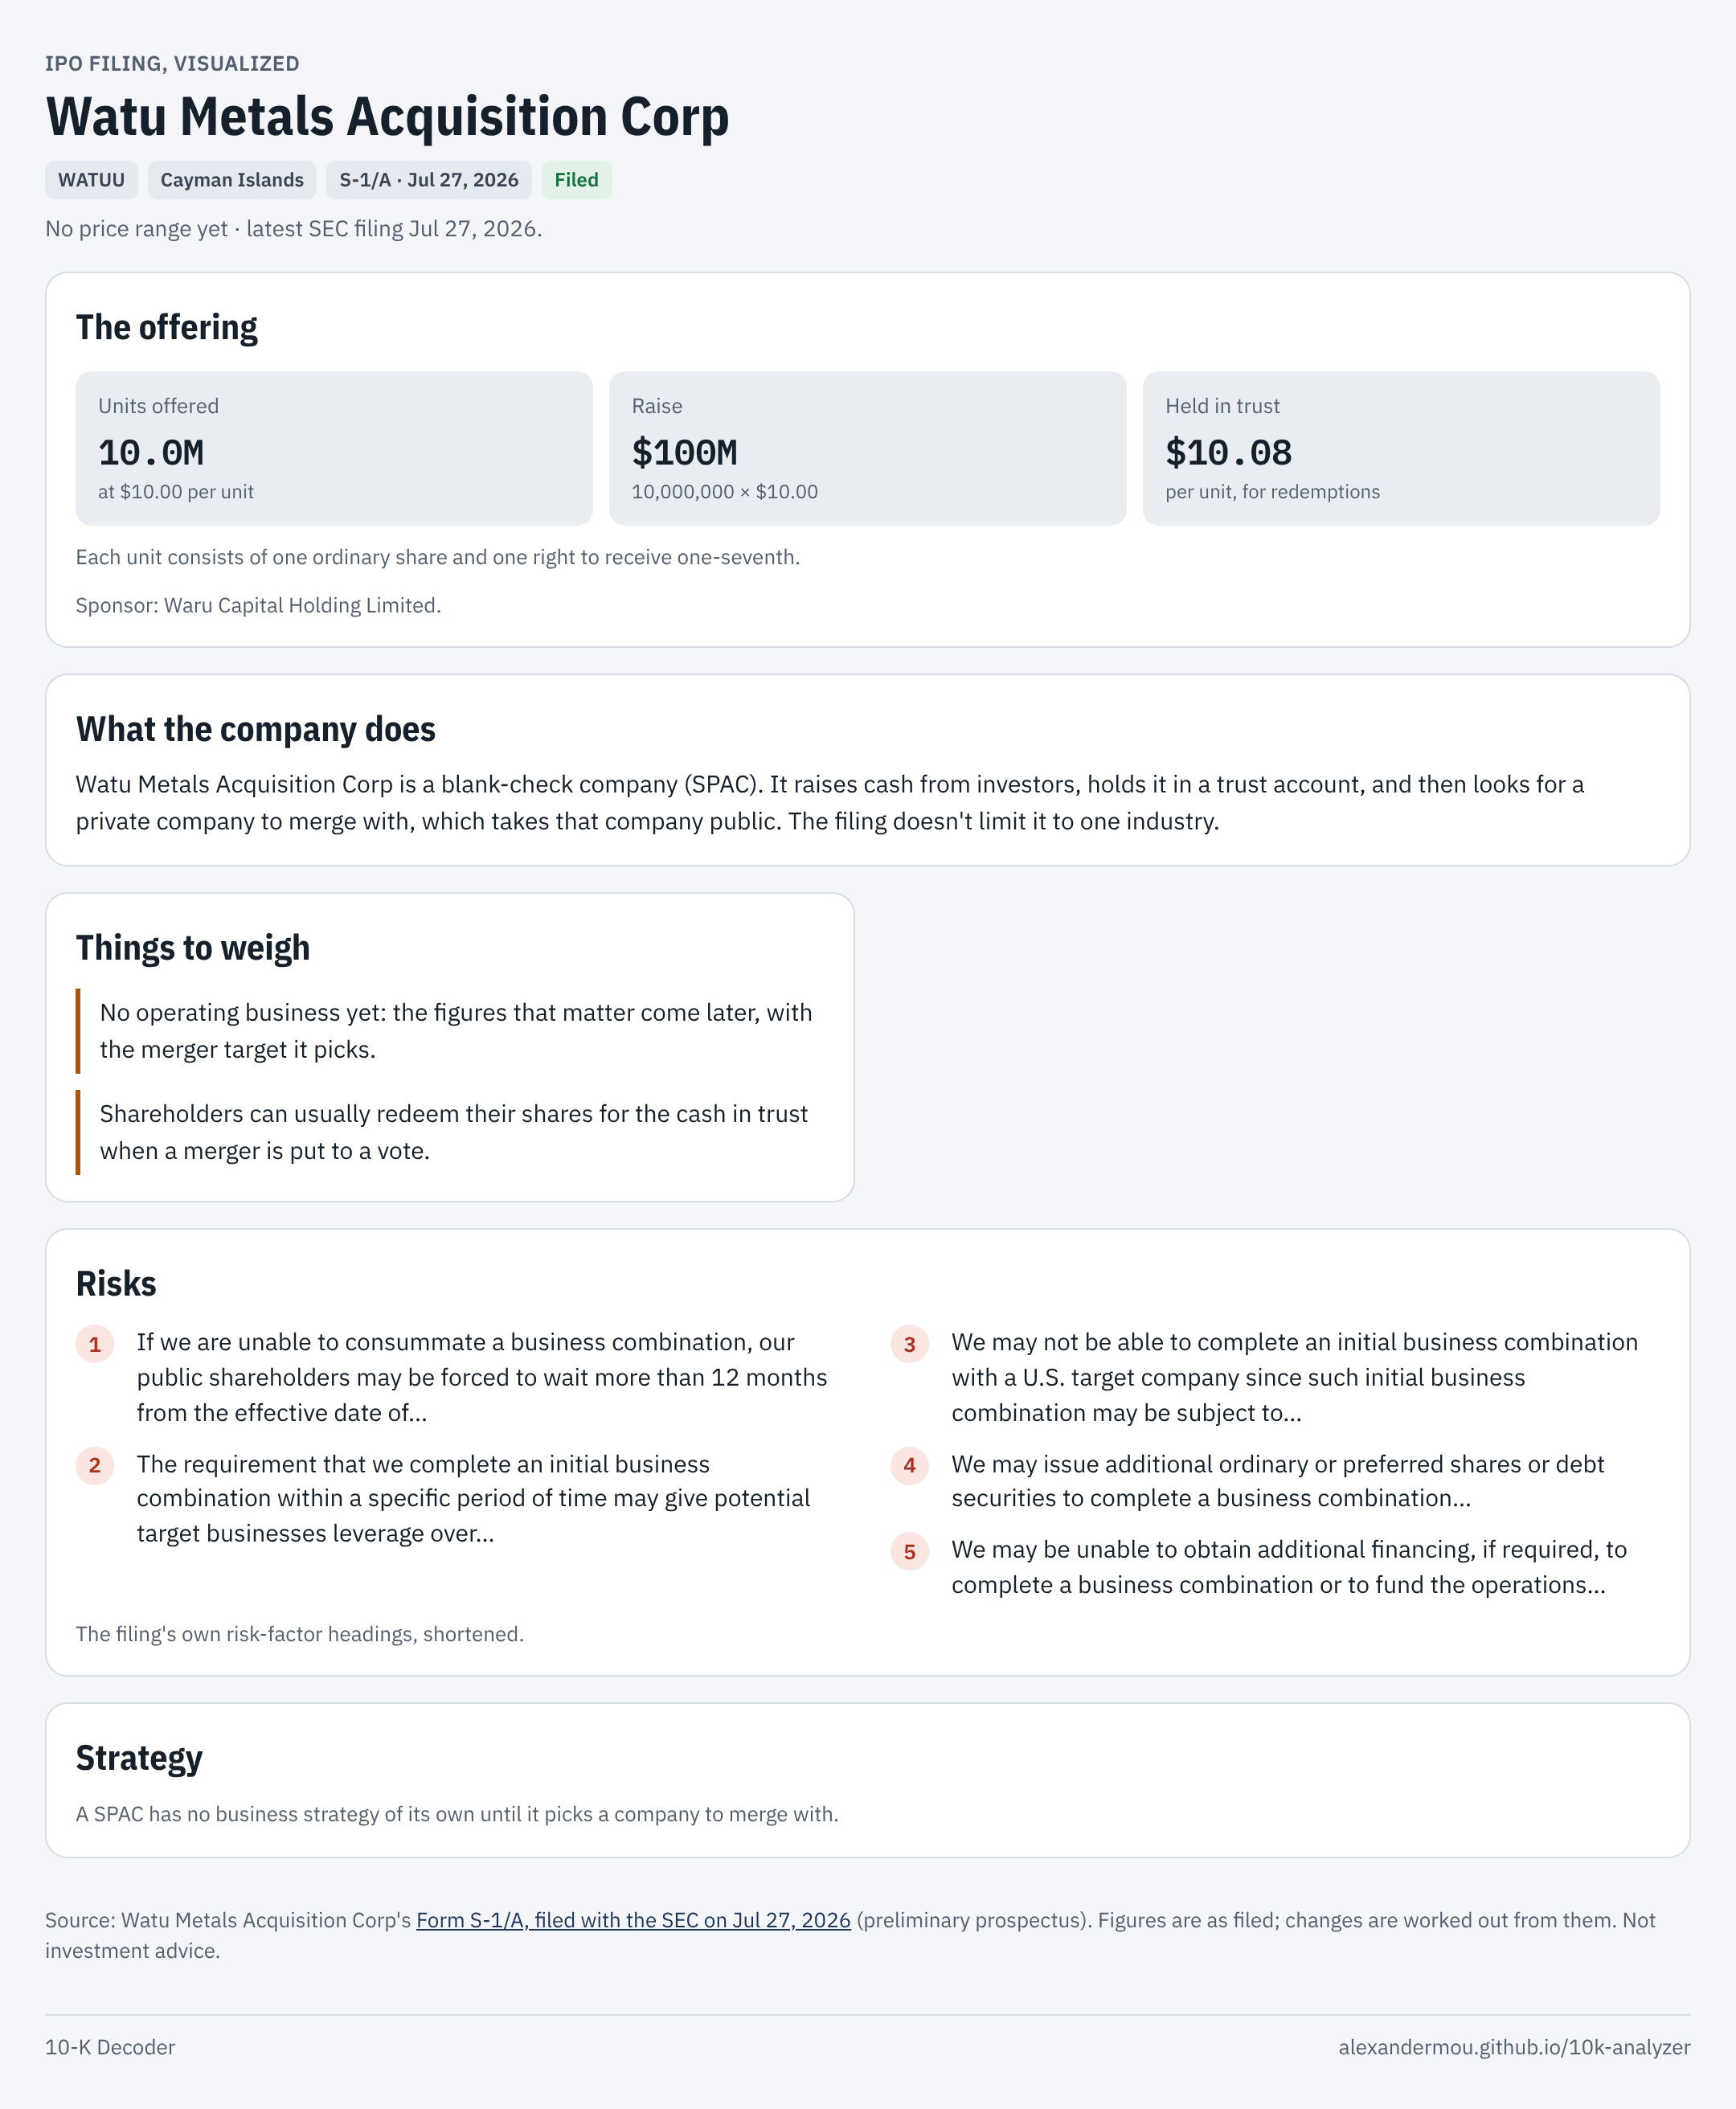 IPO FILING, VISUALIZED
Watu Metals Acquisition Corp
WATUU
Cayman Islands
S-1/A · Jul 27, 2026
Filed
No price range yet · latest SEC filing Jul 27, 2026.
The offering
Units offered
10.0M
at $10.00 per unit
Raise
$100M
10,000,000 × $10.00
Held in trust
$10.08
per unit, for redemptions
Each unit consists of one ordinary share and one right to receive one-seventh.
Sponsor: Waru Capital Holding Limited.
What the company does
Watu Metals Acquisition Corp is a blank-check company (SPAC). It raises cash from investors, holds it in a trust account, and then looks for a
private company to merge with, which takes that company public. The filing doesn't limit it to one industry.
Things to weigh
No operating business yet: the figures that matter come later, with
the merger target it picks.
Shareholders can usually redeem their shares for the cash in trust
when a merger is put to a vote.
Risks
1
If we are unable to consummate a business combination, our
public shareholders may be forced to wait more than 12 months
from the effective date of...
2
The requirement that we complete an initial business
combination within a specific period of time may give potential
target businesses leverage over...
3
We may not be able to complete an initial business combination
with a U.S. target company since such initial business
combination may be subject to...
4
We may issue additional ordinary or preferred shares or debt
securities to complete a business combination...
5
We may be unable to obtain additional financing, if required, to
complete a business combination or to fund the operations...
The filing's own risk-factor headings, shortened.
Strategy
A SPAC has no business strategy of its own until it picks a company to merge with.
Source: Watu Metals Acquisition Corp's Form S-1/A, filed with the SEC on Jul 27, 2026 (preliminary prospectus). Figures are as filed; changes are worked out from them. Not
investment advice.
10-K Decoder
alexandermou.github.io/10k-analyzer